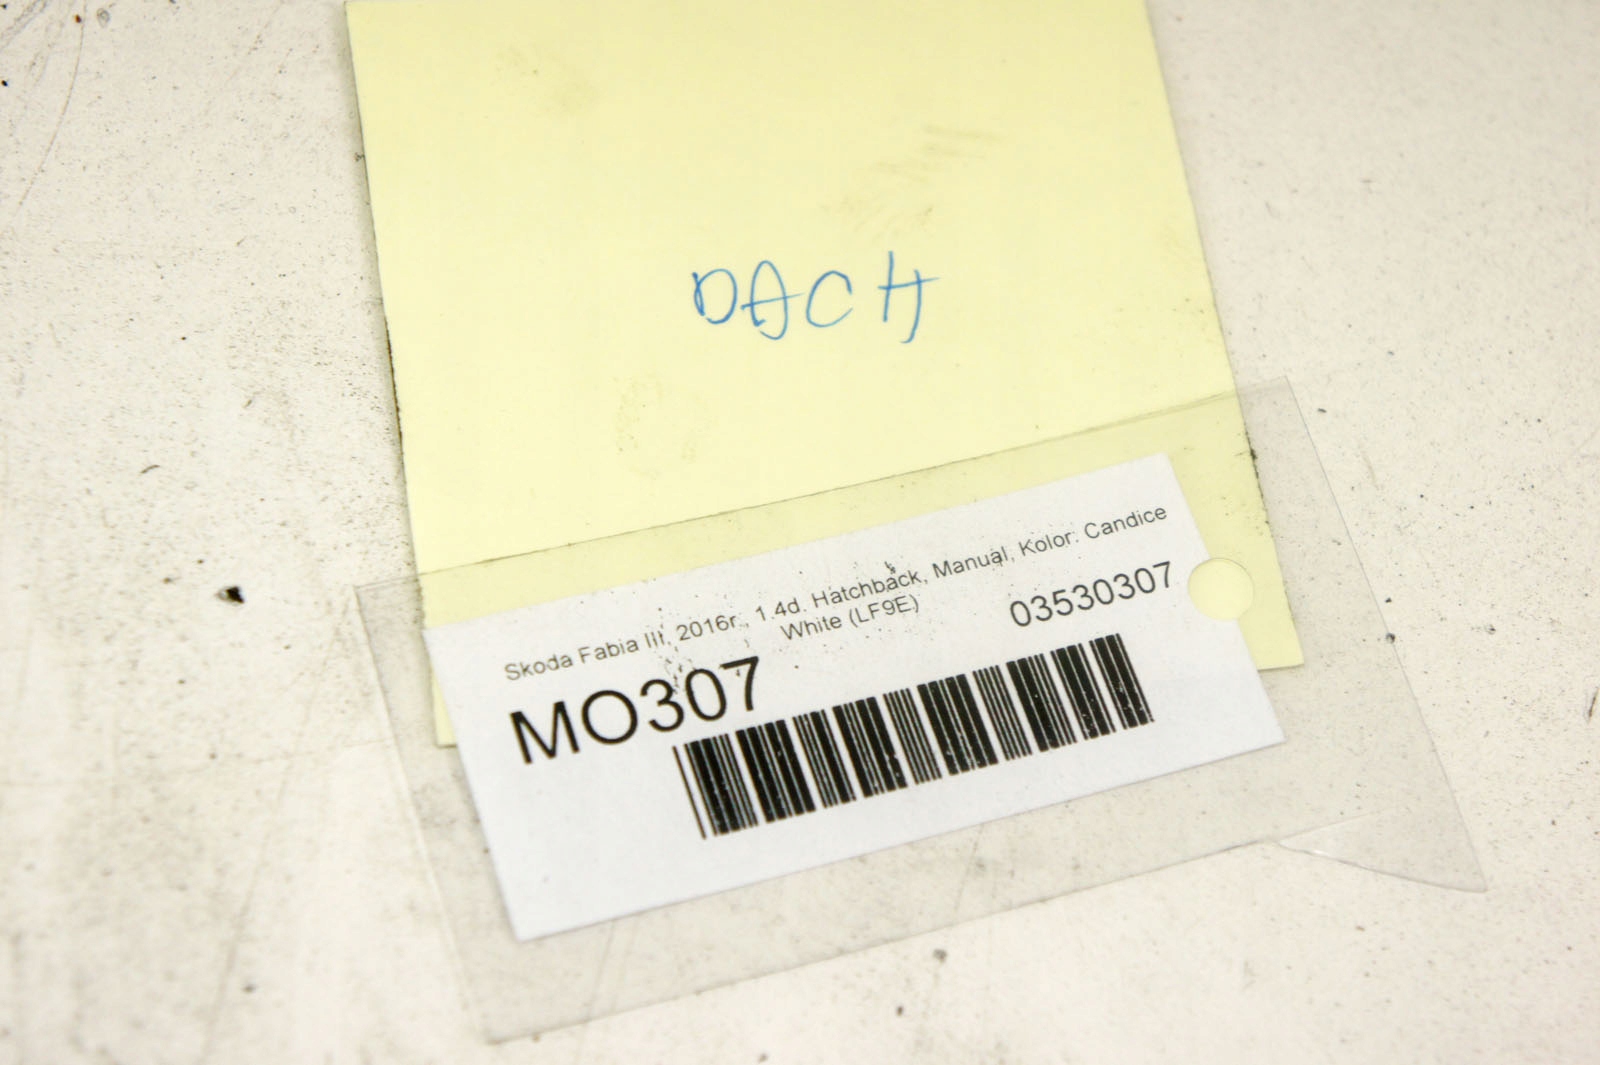 DACH
Skoda Fabia III, 2016r., 1.4d. Hatchback, Manual, Kolor: Candice
White (LF9E)
03530307
MO307